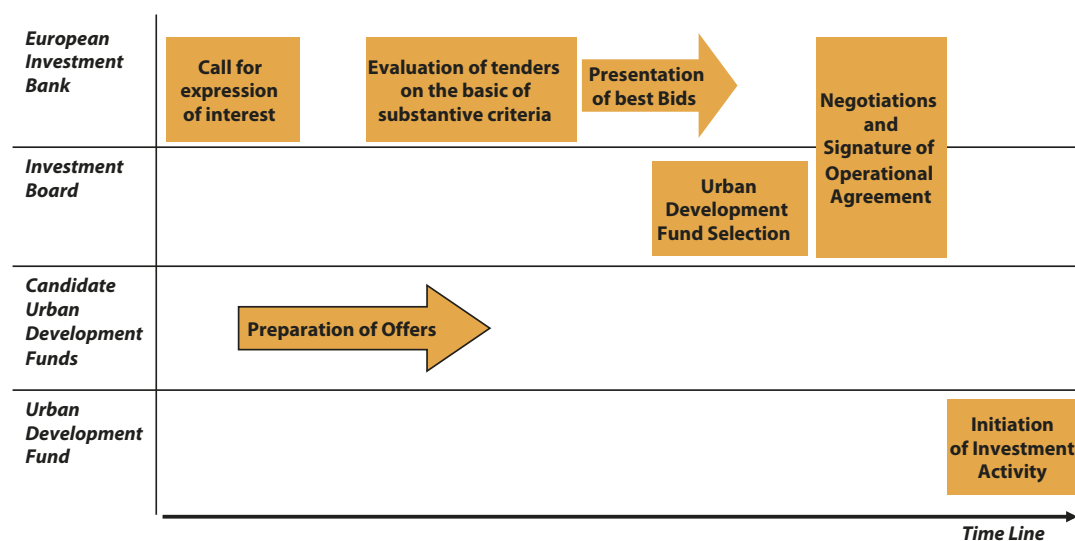 European
Investment
Bank
Call for
expression
of interest
Evaluation of tenders
on the basic of
substantive criteria
Presentation
of best Bids
Negotiations
and
Signature of
Operational
Agreement
Investment
Board
Urban
Development
Fund Selection
Candidate
Urban
Development
Funds
Preparation of Offers
Urban
Development
Fund
Initiation
of Investment
Activity
Time Line